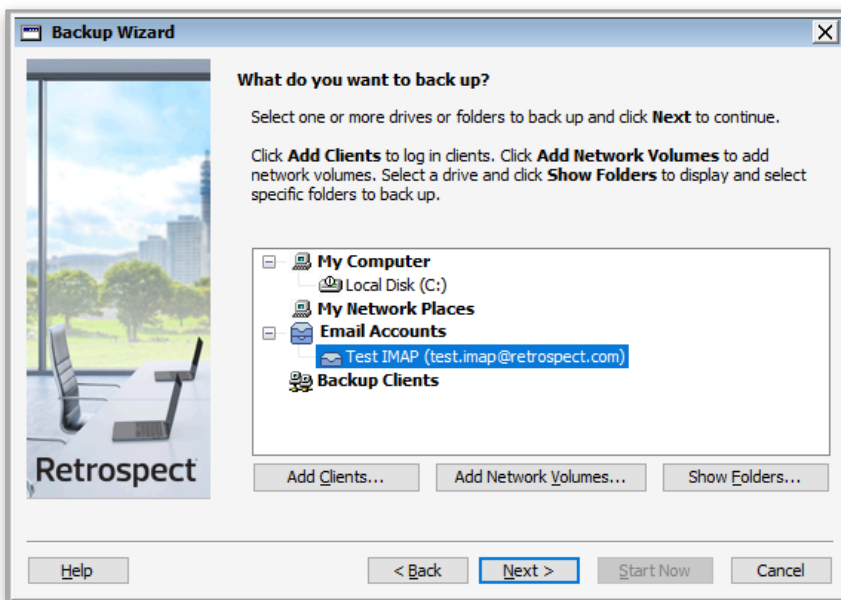 Backup Wizard
What do you want to back up?
Select one or more drives or folders to back up and click Next to continue.
Click Add Clients to log in clients. Click Add Network Volumes to add
network volumes. Select a drive and click Show Folders to display and select
specific folders to back up.
My Computer
Local Disk (C:)
My Network Places
Email Accounts
Test IMAP (test.imap@retrospect.com)
Backup Clients
Retrospect
Add Clients...
Add Network Volumes...
Show Folders...
Help
< Back
Next >
Start Now
Cancel